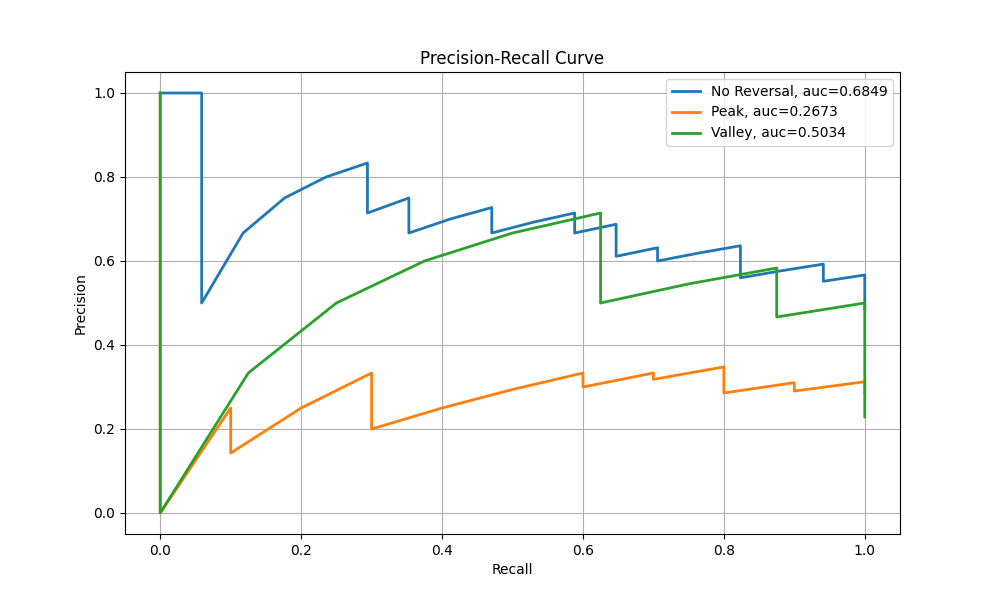 Precision-Recall Curve
No Reversal, auc=0.6849
Peak, auc=0.2673
Valley, auc=0.5034
Precision
1.0
0.8
0.6
0.4
0.2
0.0
0.0 0.2 0.4 0.6 0.8 1.0
Recall